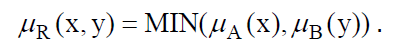 μR(x, y) = MIN(μA(x), μB(y)) .